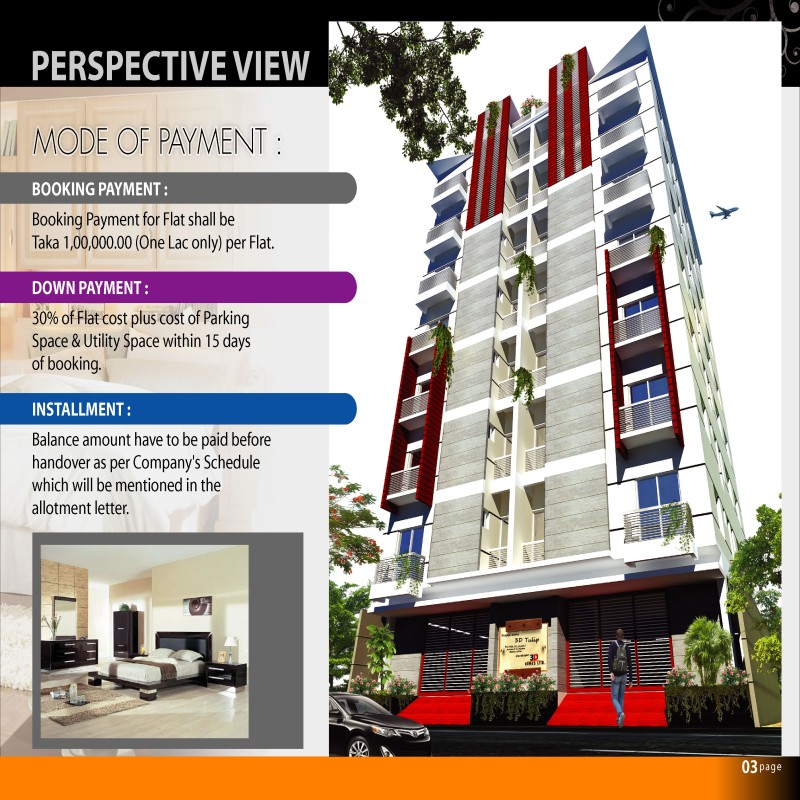 PERSPECTIVE VIEW
MODE OF PAYMENT :
BOOKING PAYMENT :
Booking Payment for Flat shall be
Taka 1,00,000.00 (One Lac only) per Flat.
DOWN PAYMENT :
30% of Flat cost plus cost of Parking
Space & Utility Space within 15 days
of booking.
INSTALLMENT :
Balance amount have to be paid before
handover as per Company's Schedule
which will be mentioned in the
allotment letter.
3D Tulip
3D
HOMES LTD.
03 page